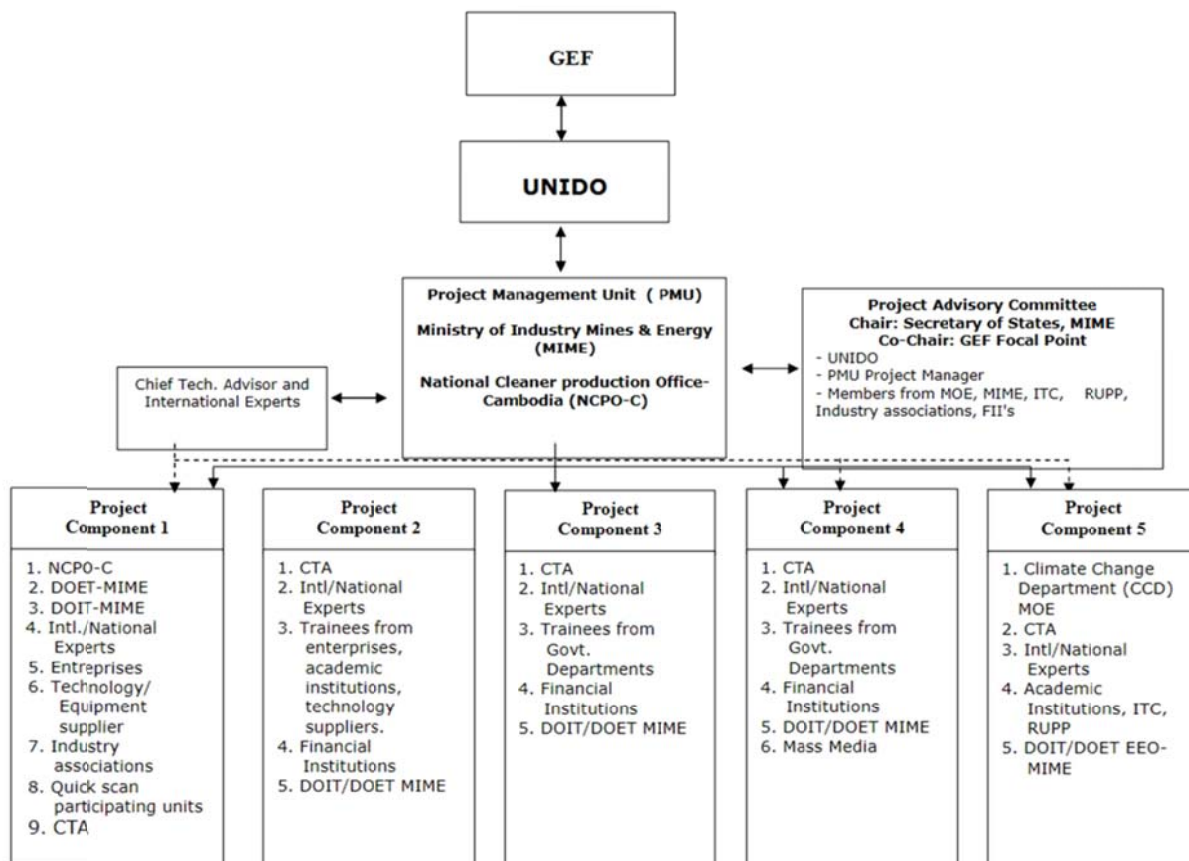 GEF
UNIDO
Project Management Unit ( PMU)
Ministry of Industry Mines & Energy
(MIME)
National Cleaner production Office-
Cambodia (NCPO-C)
Project Advisory Committee
Chair: Secretary of States, MIME
Co-Chair: GEF Focal Point
- UNIDO
- PMU Project Manager
- Members from MOE, MIME, ITC, RUPP,
Industry associations, FII's
Chief Tech. Advisor and
International Experts
Project
Component 1
1. NCP0-C
2. DOET-MIME
3. DOIT-MIME
4. Intl./National
Experts
5. Entreprises
6. Technology/
Equipment
supplier
7. Industry
associations
8. Quick scan
participating units
9. CTA
Project
Component 2
1. CTA
2. Intl/National
Experts
3. Trainees from
enterprises,
academic
institutions,
technology
suppliers.
4. Financial
Institutions
5. DOIT/DOET MIME
Project
Component 3
1. CTA
2. Intl/National
Experts
3. Trainees from
Govt.
Departments
4. Financial
Institutions
5. DOIT/DOET MIME
Project
Component 4
1. CTA
2. Intl/National
Experts
3. Trainees from
Govt.
Departments
4. Financial
Institutions
5. DOIT/DOET MIME
6. Mass Media
Project
Component 5
1. Climate Change
Department (CCD)
MOE
2. CTA
3. Intl/National
Experts
4. Academic
Institutions, ITC,
RUPP
5. DOIT/DOET EEO-
MIME